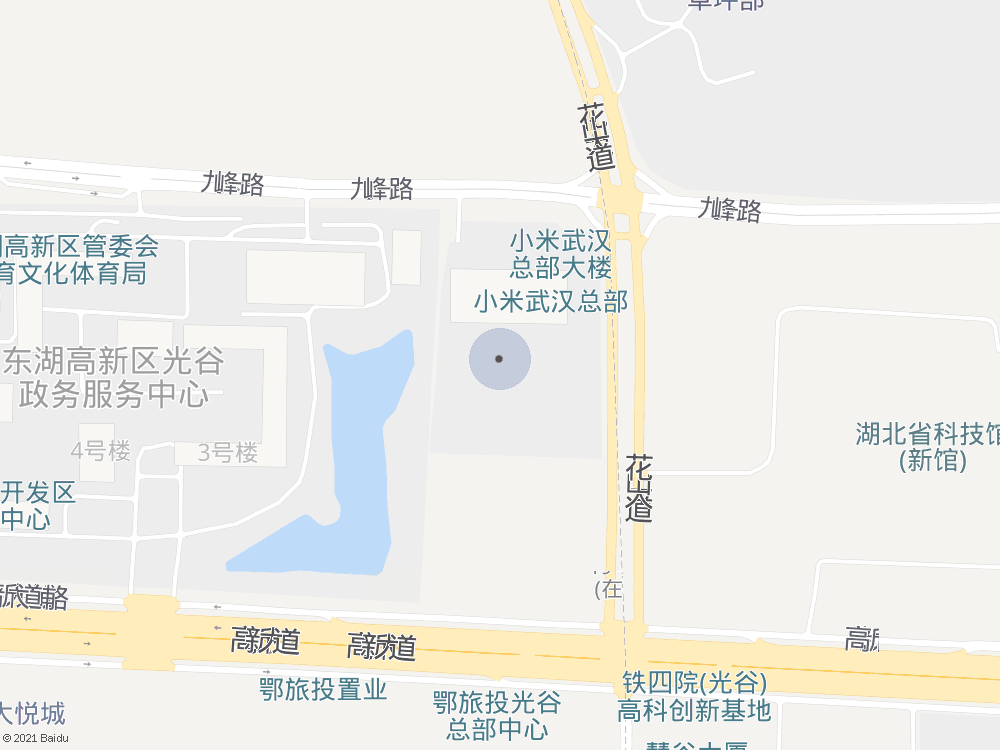 草坪部
花山大道
九峰路
九峰路
九峰路
小米武汉
总部大楼
湖高新区管委会
育文化体育局
小米武汉总部
东湖高新区光谷
政务服务中心
湖北省科技馆
(新馆)
4号楼
3号楼
花山大道
开发区
中心
(在
高新大道
高新大道
高新
铁四院(光谷)
高科创新基地
鄂旅投置业
鄂旅投光谷
总部中心
大悦城
慧谷大厦
© 2021 Baidu